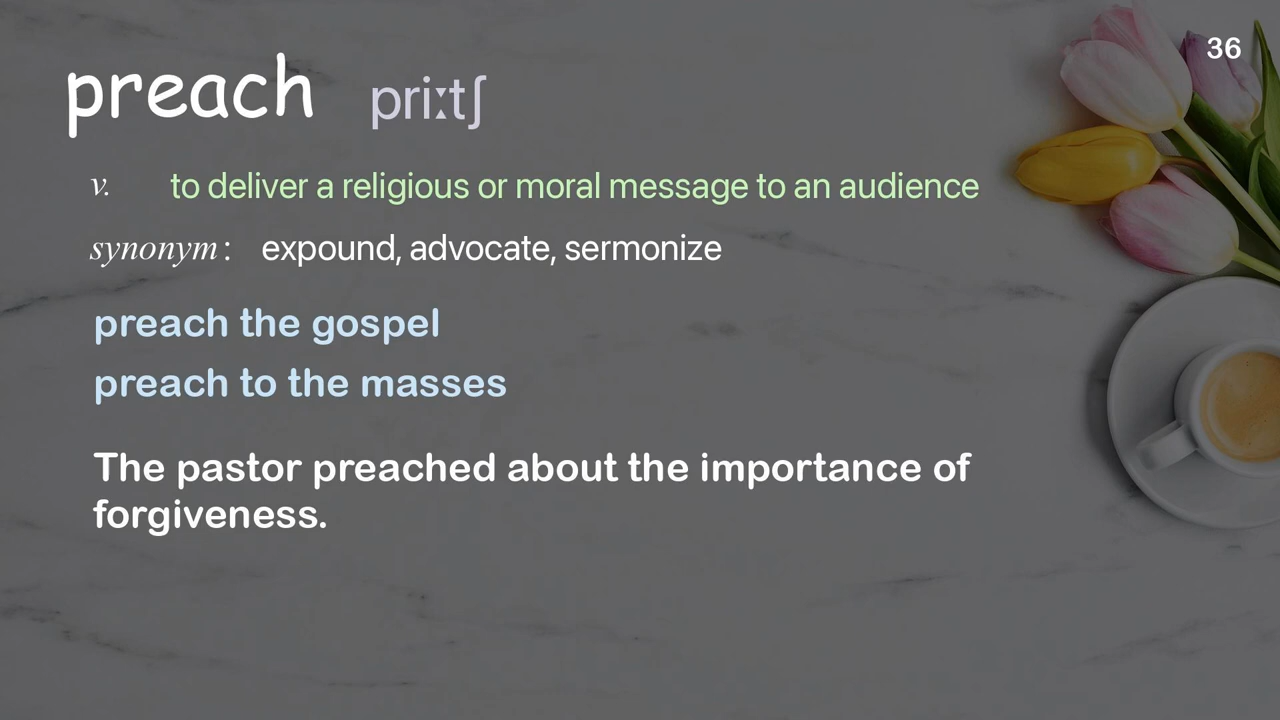 36
preach priːtʃ
v. to deliver a religious or moral message to an audience
synonym: expound, advocate, sermonize
preach the gospel
preach to the masses
The pastor preached about the importance of
forgiveness.